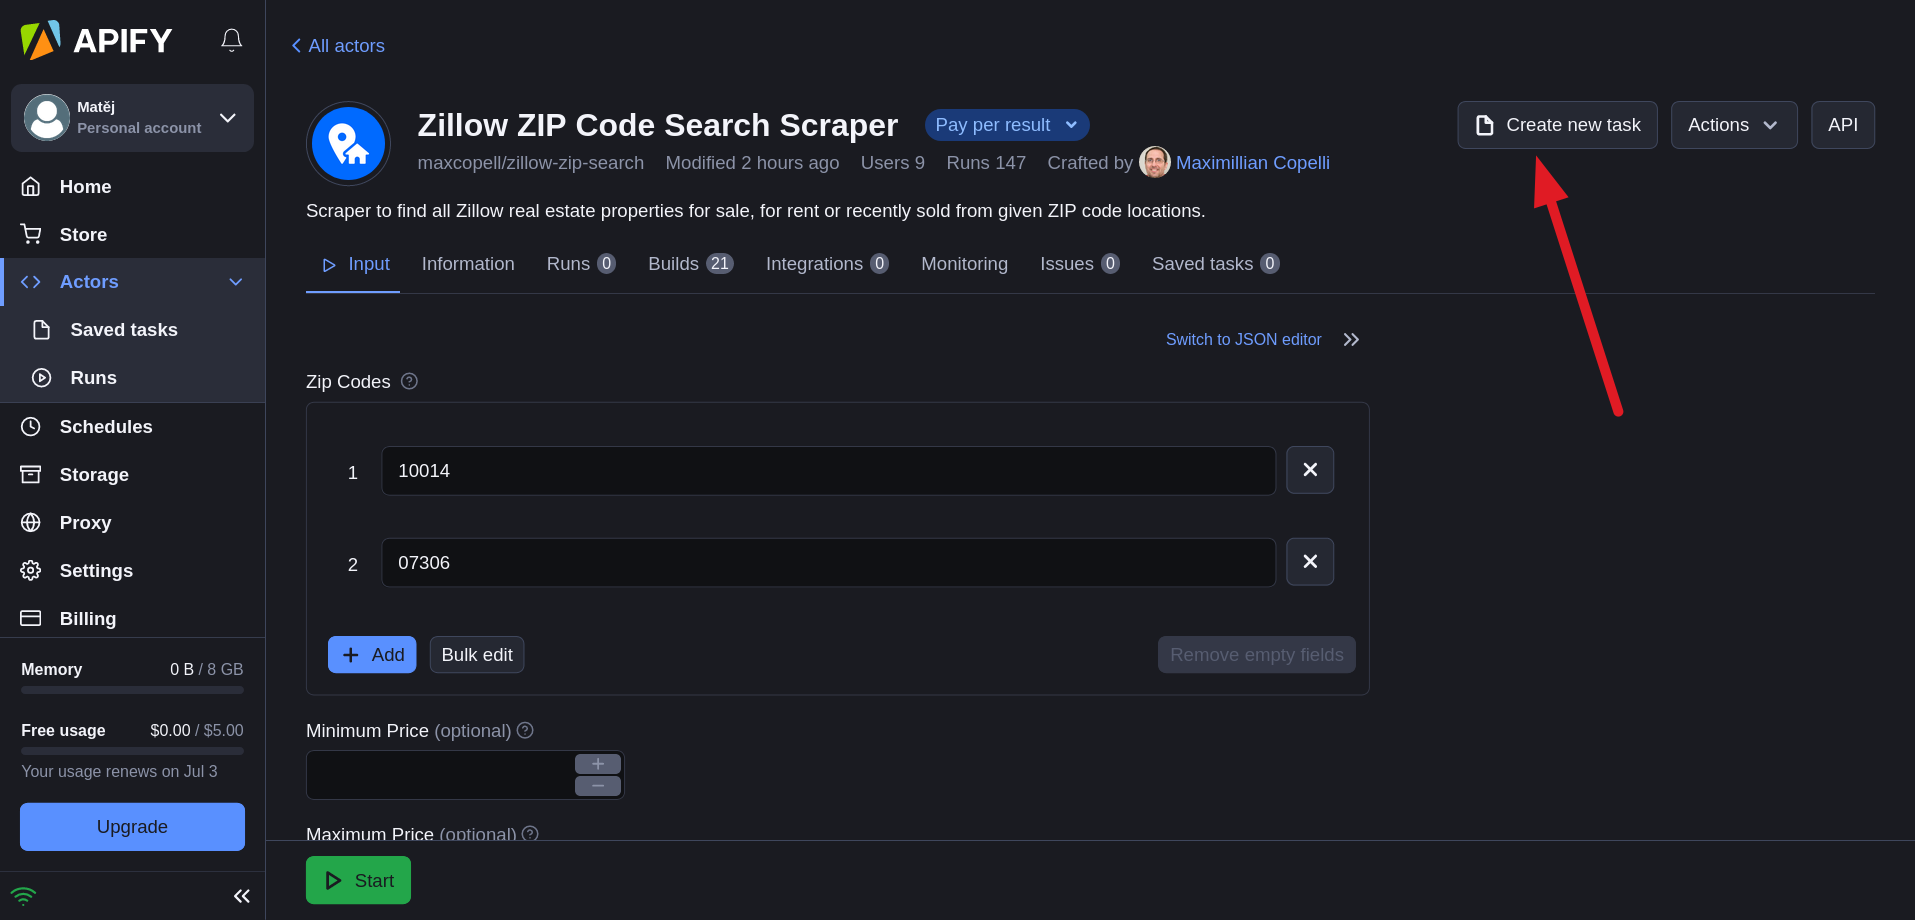 APIFY
Matěj
Personal account
Home
Store
Actors
Saved tasks
Runs
Schedules
Storage
Proxy
Settings
Billing
Memory 0 B / 8 GB
Free usage $0.00 / $5.00
Your usage renews on Jul 3
Upgrade
All actors
Zillow ZIP Code Search Scraper Pay per result
Create new task Actions API
maxcopell/zillow-zip-search Modified 2 hours ago Users 9 Runs 147 Crafted by Maximillian Copelli
Scraper to find all Zillow real estate properties for sale, for rent or recently sold from given ZIP code locations.
Input Information Runs 0 Builds 21 Integrations 0 Monitoring Issues 0 Saved tasks 0
Switch to JSON editor
Zip Codes
1 10014
2 07306
Add Bulk edit Remove empty fields
Minimum Price (optional)
Maximum Price (optional)
Start